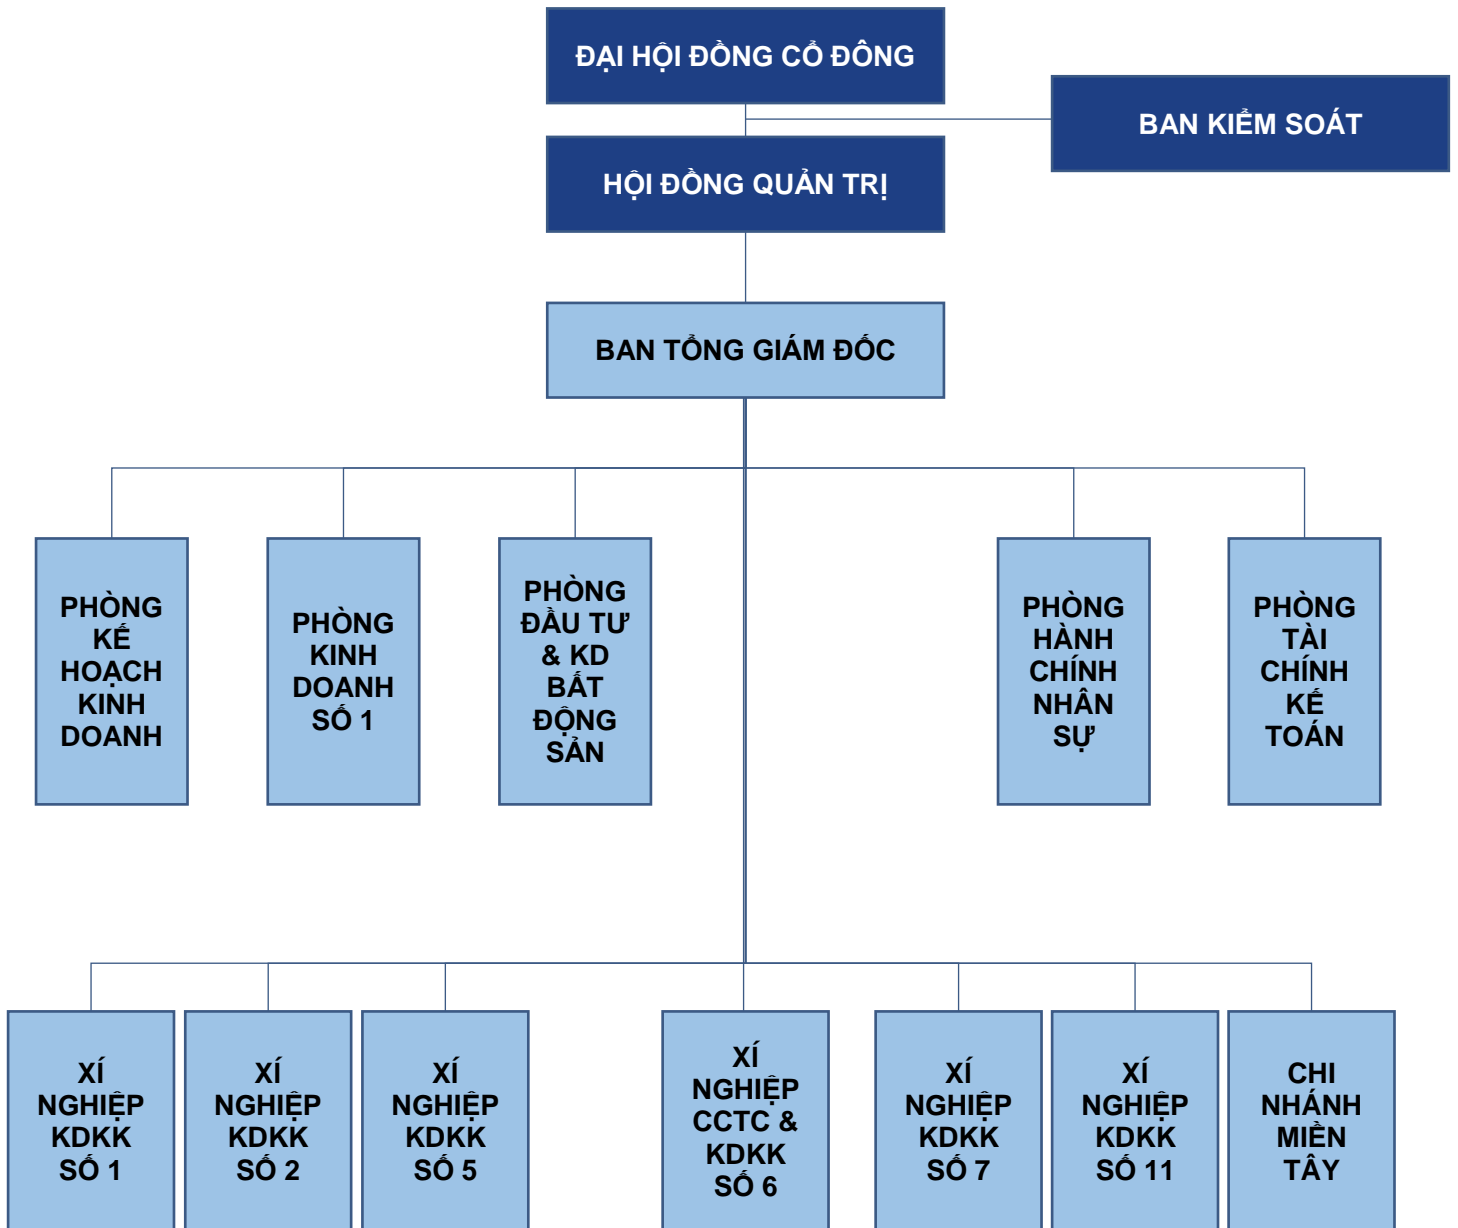 ĐẠI HỘI ĐỒNG CỔ ĐÔNG
BAN KIỂM SOÁT
HỘI ĐỒNG QUẢN TRỊ
BAN TỔNG GIÁM ĐỐC
PHÒNG
KẾ
HOẠCH
KINH
DOANH
PHÒNG
KINH
DOANH
SỐ 1
PHÒNG
ĐẦU TƯ
& KD
BẤT
ĐỘNG
SẢN
PHÒNG
HÀNH
CHÍNH
NHÂN
SỰ
PHÒNG
TÀI
CHÍNH
KẾ
TOÁN
XÍ
NGHIỆP
KDKK
SỐ 1
XÍ
NGHIỆP
KDKK
SỐ 2
XÍ
NGHIỆP
KDKK
SỐ 5
XÍ
NGHIỆP
CCTC &
KDKK
SỐ 6
XÍ
NGHIỆP
KDKK
SỐ 7
XÍ
NGHIỆP
KDKK
SỐ 11
CHI
NHÁNH
MIỀN
TÂY